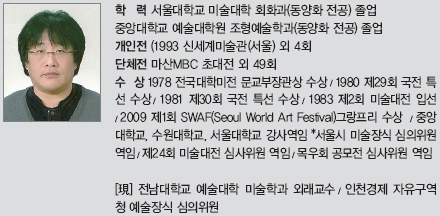 학 력 서울대학교 미술대학 회화과(동양화 전공) 졸업
중앙대학교 예술대학원 조형예술학과(동양화 전공) 졸업
개인전 (1993 신세계미술관(서울) 외 4회
단체전 마산MBC 초대전 외 49회
수 상 1978 전국대학미전 문교부장관상 수상 / 1980 제29회 국전 특
선 수상 / 1981 제30회 국전 특선 수상 / 1983 제2회 미술대전 입선
/ 2009 제1회 SWAF(Seoul World Art Festival)그랑프리 수상 / 중앙
대학교, 수원대학교, 서울대학교 강사역임 *서울시 미술장식 심의위원
역임 / 제24회 미술대전 심사위원 역임 / 목우회 공모전 심사위원 역임
[現] 전남대학교 예술대학 미술학과 외래교수 / 인천경제 자유구역
청 예술장식 심의위원